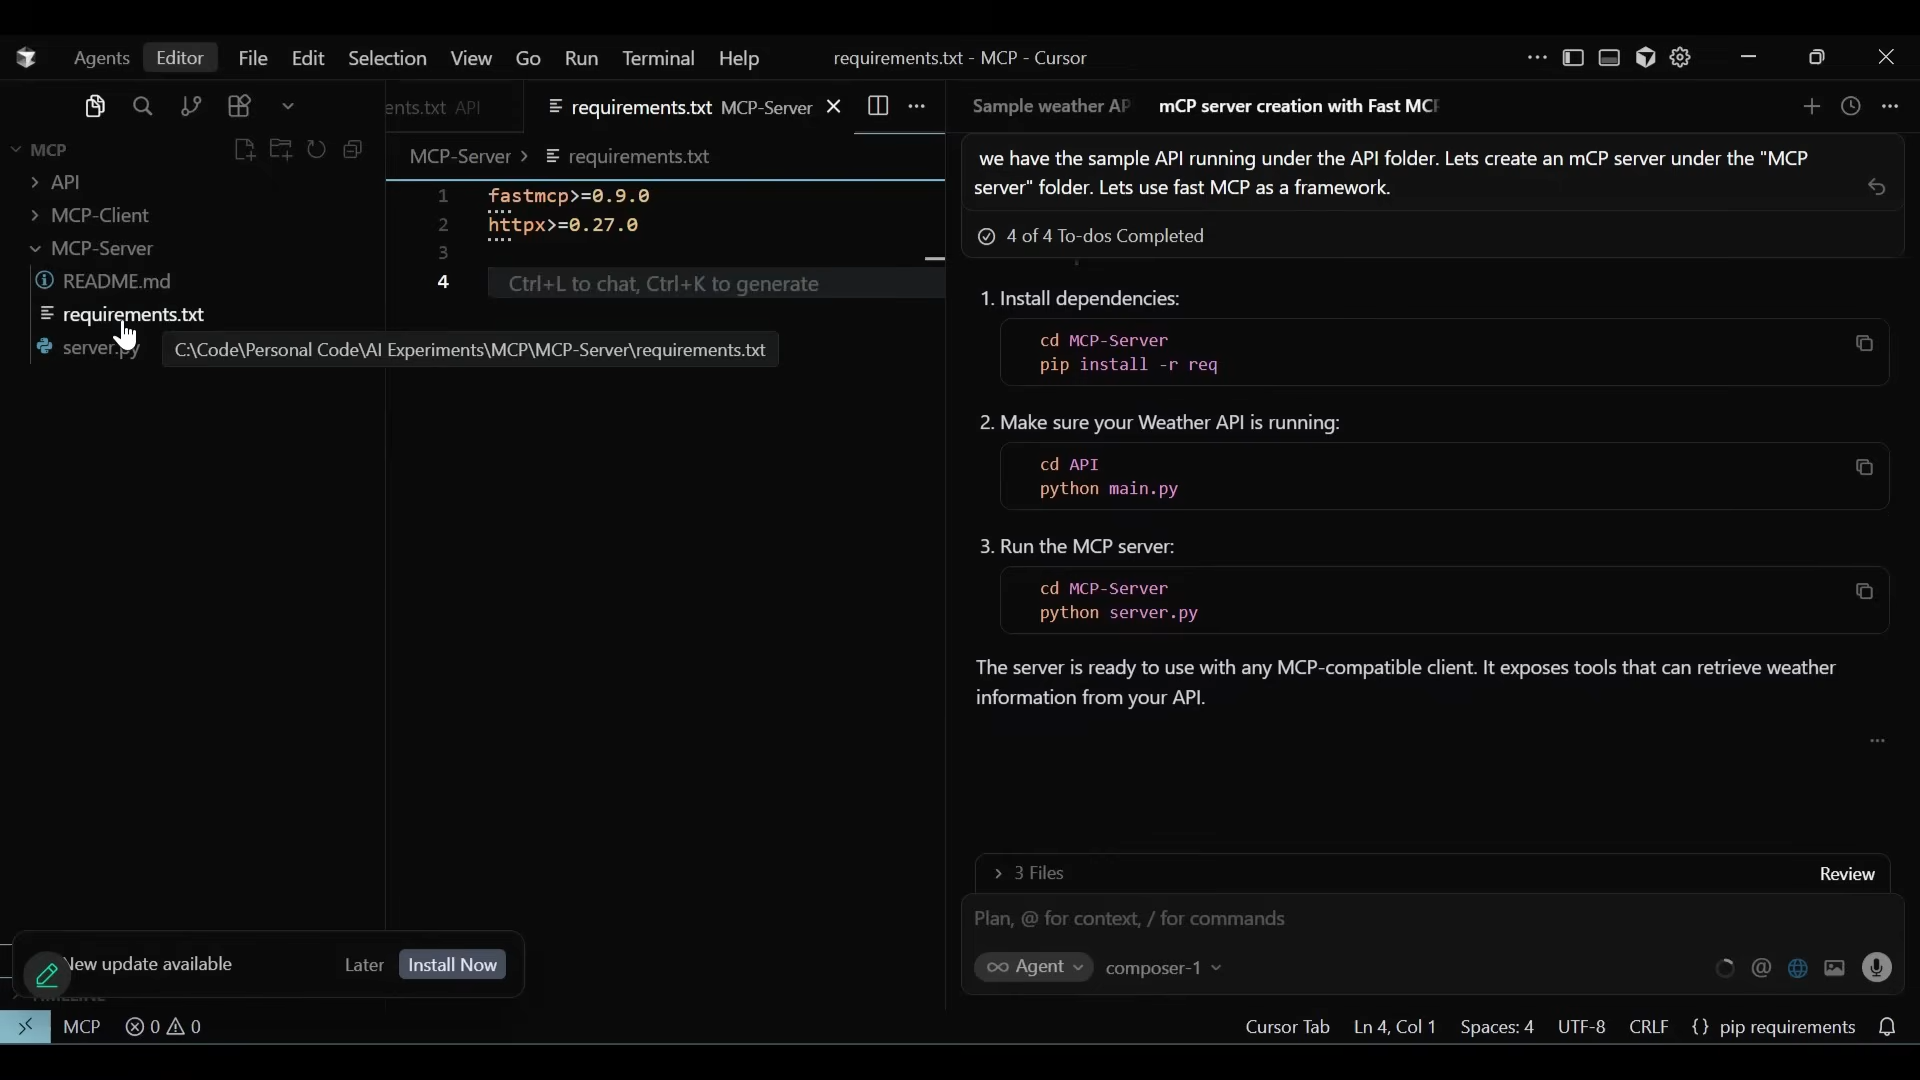 Agents Editor File Edit Selection View Go Run Terminal Help requirements.txt - MCP - Cursor
ents.txt API requirements.txt MCP-Server
Sample weather AP mCP server creation with Fast MCF
MCP
API
MCP-Client
MCP-Server
README.md
requirements.txt
server.py
C:\Code\Personal Code\AI Experiments\MCP\MCP-Server\requirements.txt
MCP-Server > requirements.txt
1 fastmcp>=0.9.0
2 httpx>=0.27.0
3
4 Ctrl+L to chat, Ctrl+K to generate
we have the sample API running under the API folder. Lets create an mCP server under the "MCP
server" folder. Lets use fast MCP as a framework.
4 of 4 To-dos Completed
1. Install dependencies:
cd MCP-Server
pip install -r req
2. Make sure your Weather API is running:
cd API
python main.py
3. Run the MCP server:
cd MCP-Server
python server.py
The server is ready to use with any MCP-compatible client. It exposes tools that can retrieve weather
information from your API.
3 Files Review
Plan, @ for context, / for commands
Agent composer-1
New update available Later Install Now
MCP 0 0 Cursor Tab Ln 4, Col 1 Spaces: 4 UTF-8 CRLF {} pip requirements